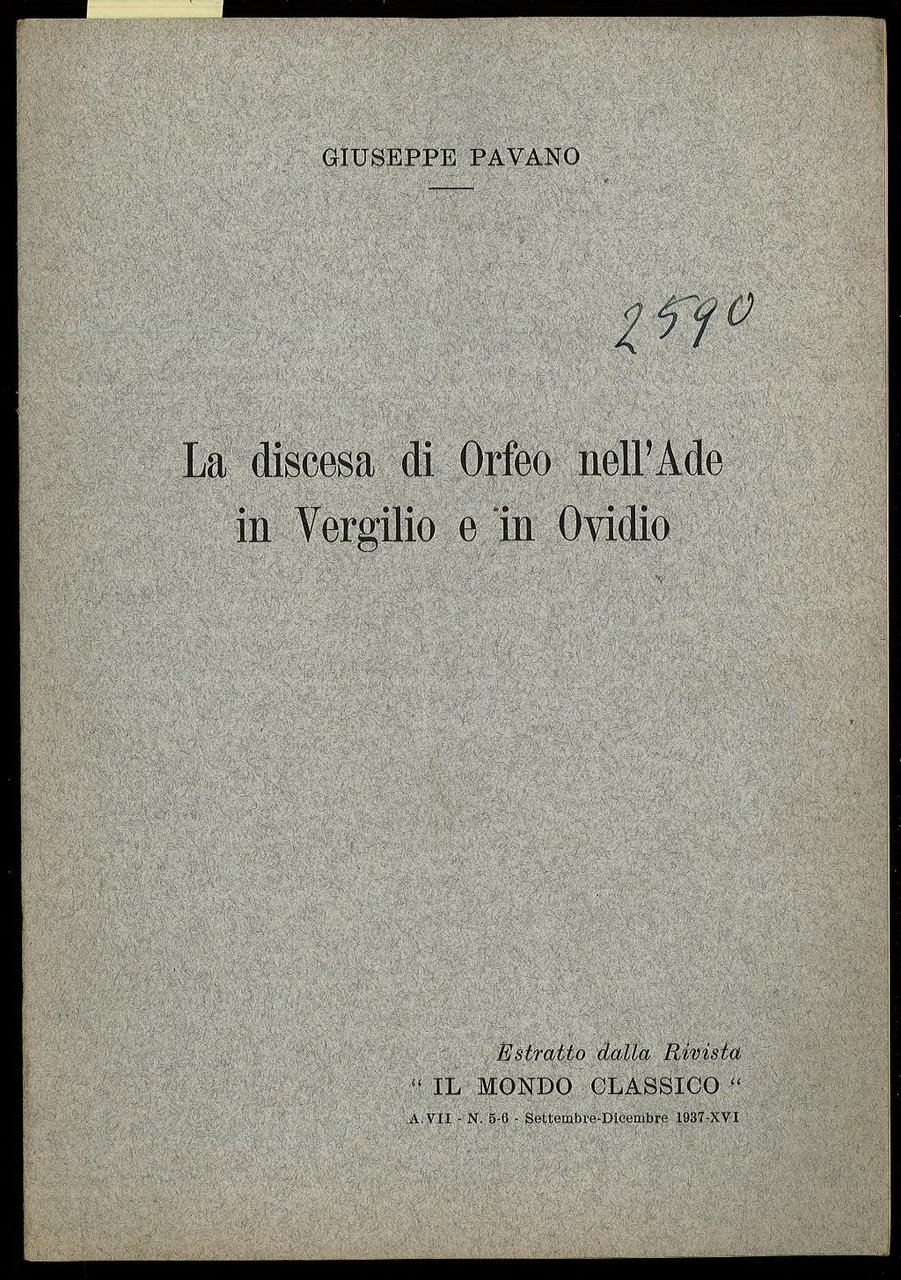 GIUSEPPE PAVANO
2590
La discesa di Orfeo nell'Ade
in Vergilio e in Ovidio
Estratto dalla Rivista
“ IL MONDO CLASSICO “
A. VII - N. 5-6 - Settembre-Dicembre 1937-XVI